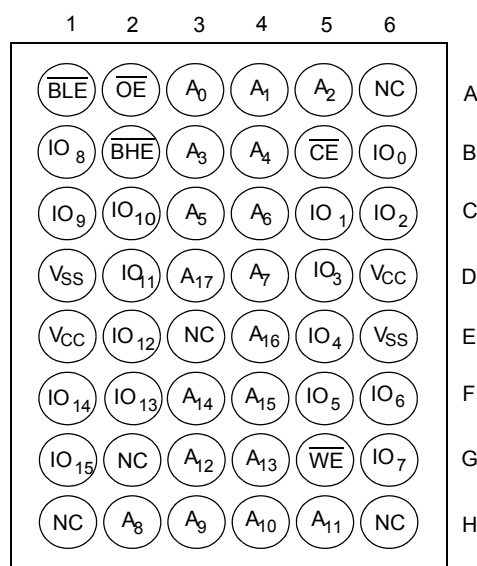 1 2 3 4 5 6
BLE OE A0 A1 A2 NC A
IO8 BHE A3 A4 CE IO0 B
IO9 IO10 A5 A6 IO1 IO2 C
VSS IO11 A17 A7 IO3 VCC D
VCC IO12 NC A16 IO4 VSS E
IO14 IO13 A14 A15 IO5 IO6 F
IO15 NC A12 A13 WE IO7 G
NC A8 A9 A10 A11 NC H